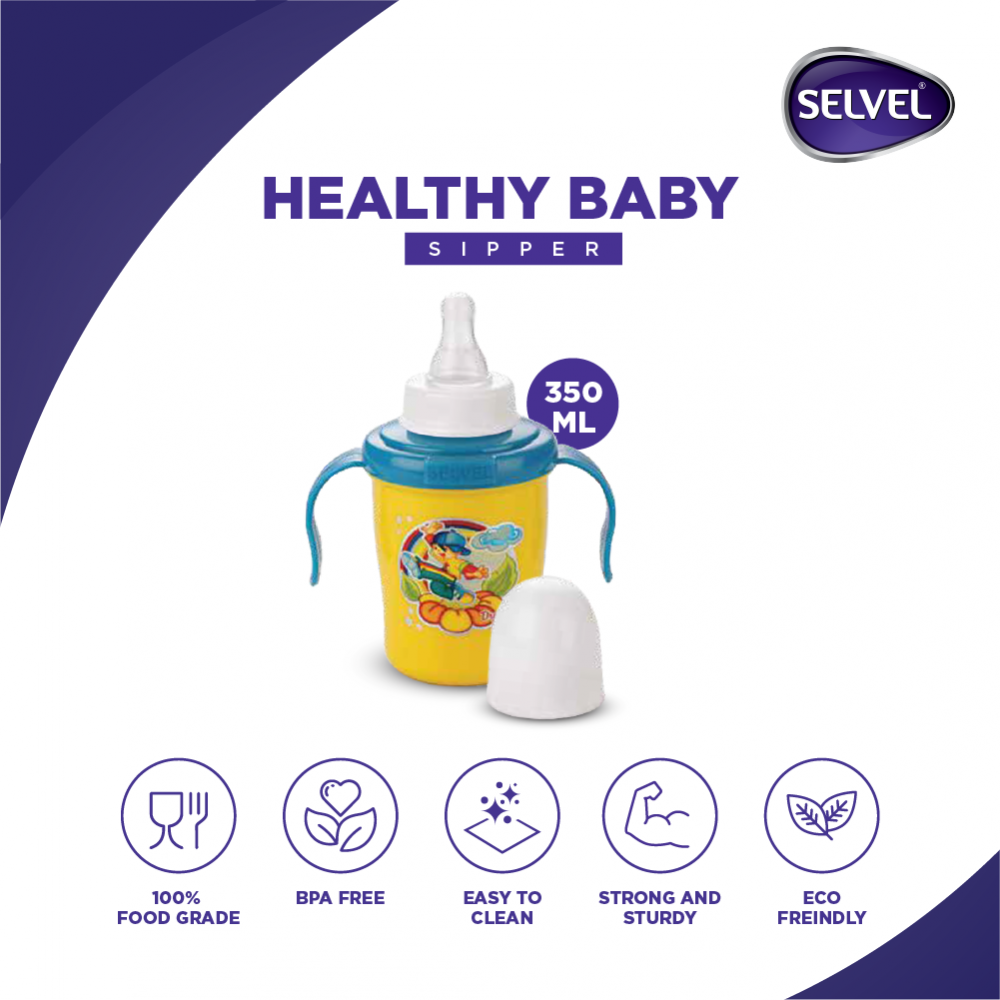 SELVEL®
HEALTHY BABY
SIPPER
350
ML
SELVEL
100%
FOOD GRADE
BPA FREE
EASY TO
CLEAN
STRONG AND
STURDY
ECO
FREINDLY